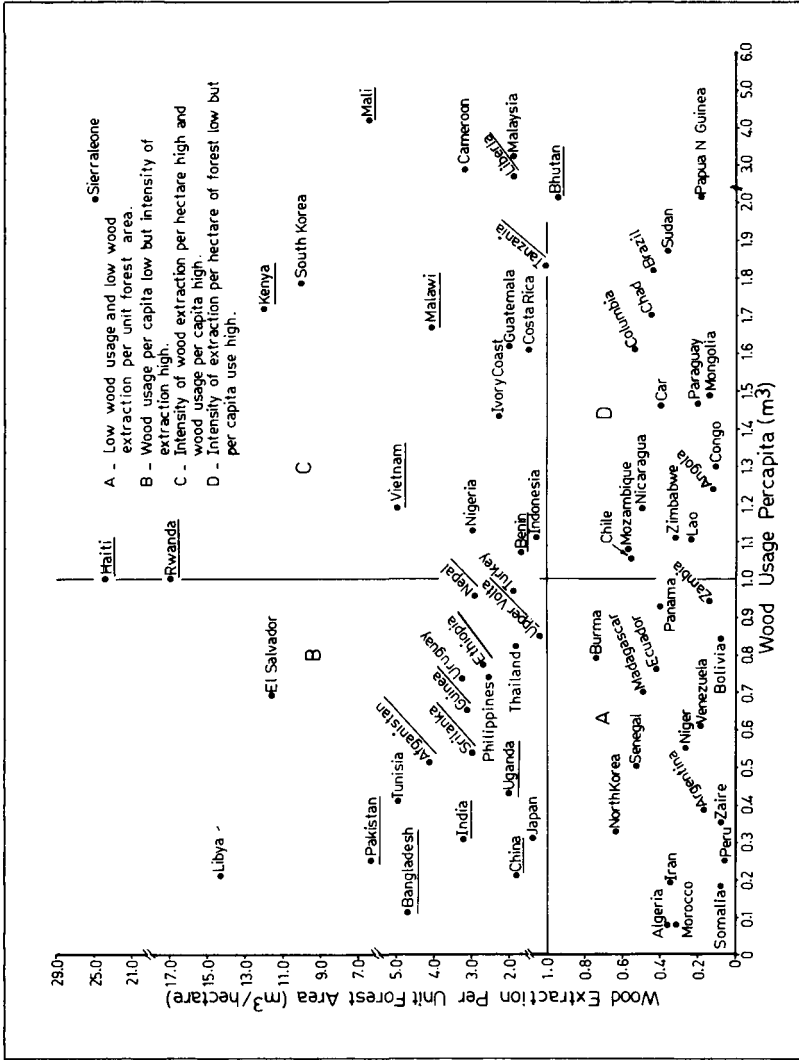 Wood Extraction Per Unit Forest Area (m³/hectare)
29.0
25.0
21.0
17.0
11.0
9.0
7.0
5.0
4.0
3.0
2.0
1.0
0.8
0.6
0.4
0.2
0
A – Low wood usage and low wood
extraction per unit forest area.
B – Wood usage per capita low but intensity of
extraction high.
C – Intensity of wood extraction per hectare high and
wood usage per capita high.
D – Intensity of extraction per hectare of forest low but
per capita use high.
B
Libya
El Salvador
Pakistan
Bangladesh
Tunisia
Afganistan
India
Srilanka
Guinea
Uruguay
Ethiopia
Nepal
Philippines
China
Uganda
Thailand
Turkey
Japan
Upper Volta
C
Haiti
Rwanda
Sierraleone
Kenya
South Korea
Mali
Vietnam
Malawi
Nigeria
Cameroon
Ivory Coast
Guatemala
Costa Rica
Liberia
Malaysia
Benin
Indonesia
Tanzania
Bhutan
A
North Korea
Burma
Senegal
Madagascar
Ecuador
Panama
Algeria
Iran
Morocco
Niger
Argentina
Venezuela
Zambia
Somalia
Peru
Zaire
Bolivia
D
Chile
Mozambique
Nicaragua
Columbia
Chad
Brazil
Sudan
Car
Zimbabwe
Lao
Angola
Congo
Paraguay
Mongolia
Papua N Guinea
0.1 0.2 0.3 0.4 0.5 0.6 0.7 0.8 0.9 1.0 1.1 1.2 1.3 1.4 1.5 1.6 1.7 1.8 1.9 2.0 3.0 4.0 5.0 6.0
Wood Usage Percapita (m³)